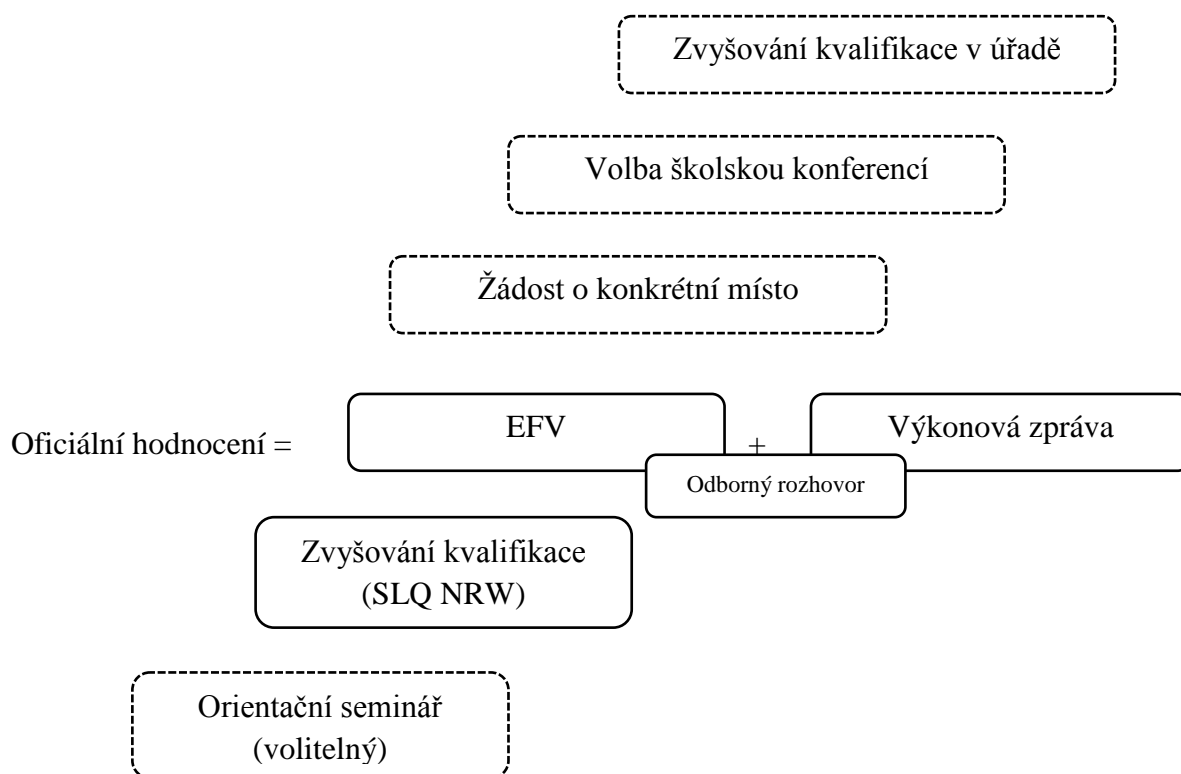 Zvyšování kvalifikace v úřadě
Volba školskou konferencí
Žádost o konkrétní místo
Oficiální hodnocení =
EFV
+
Výkonová zpráva
Odborný rozhovor
Zvyšování kvalifikace
(SLQ NRW)
Orientační seminář
(volitelný)